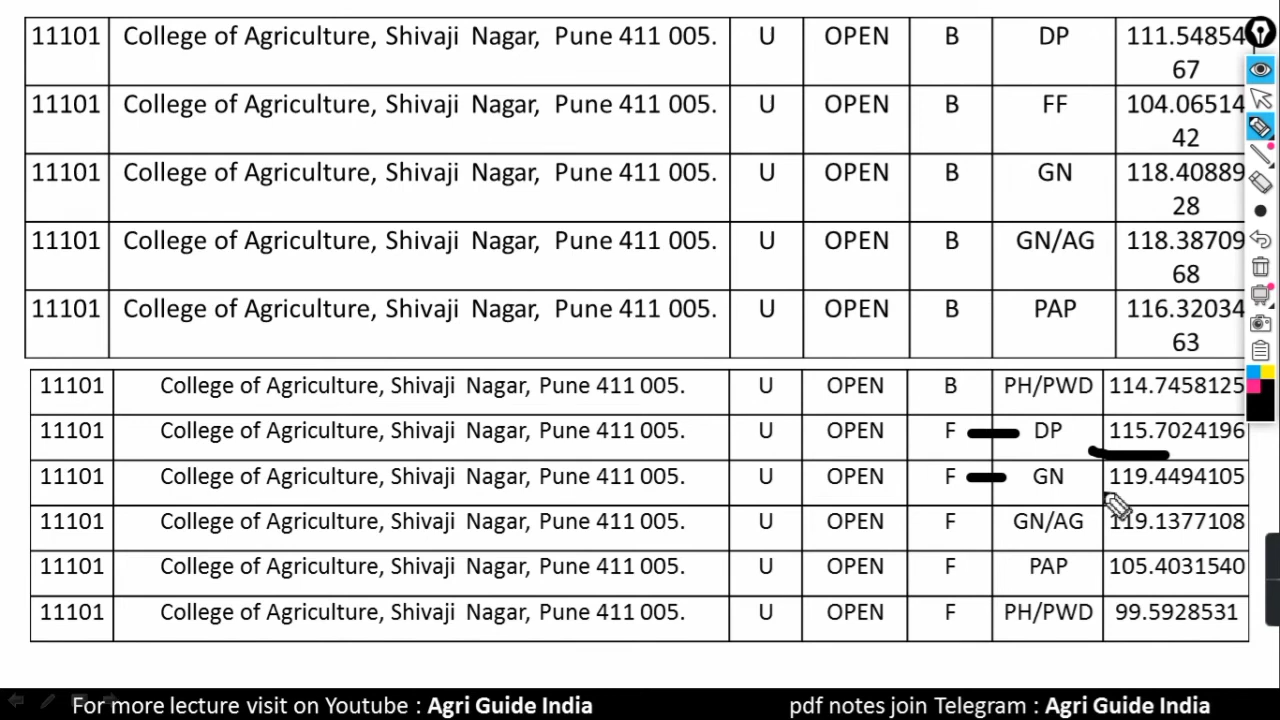 11101 College of Agriculture, Shivaji Nagar, Pune 411 005. U OPEN B DP 111.54854
67
11101 College of Agriculture, Shivaji Nagar, Pune 411 005. U OPEN B FF 104.06514
42
11101 College of Agriculture, Shivaji Nagar, Pune 411 005. U OPEN B GN 118.40889
28
11101 College of Agriculture, Shivaji Nagar, Pune 411 005. U OPEN B GN/AG 118.38709
68
11101 College of Agriculture, Shivaji Nagar, Pune 411 005. U OPEN B PAP 116.32034
63
11101 College of Agriculture, Shivaji Nagar, Pune 411 005. U OPEN B PH/PWD 114.7458125
11101 College of Agriculture, Shivaji Nagar, Pune 411 005. U OPEN F DP 115.7024196
11101 College of Agriculture, Shivaji Nagar, Pune 411 005. U OPEN F GN 119.4494105
11101 College of Agriculture, Shivaji Nagar, Pune 411 005. U OPEN F GN/AG 119.1377108
11101 College of Agriculture, Shivaji Nagar, Pune 411 005. U OPEN F PAP 105.4031540
11101 College of Agriculture, Shivaji Nagar, Pune 411 005. U OPEN F PH/PWD 99.5928531
For more lecture visit on Youtube : Agri Guide India pdf notes join Telegram : Agri Guide India